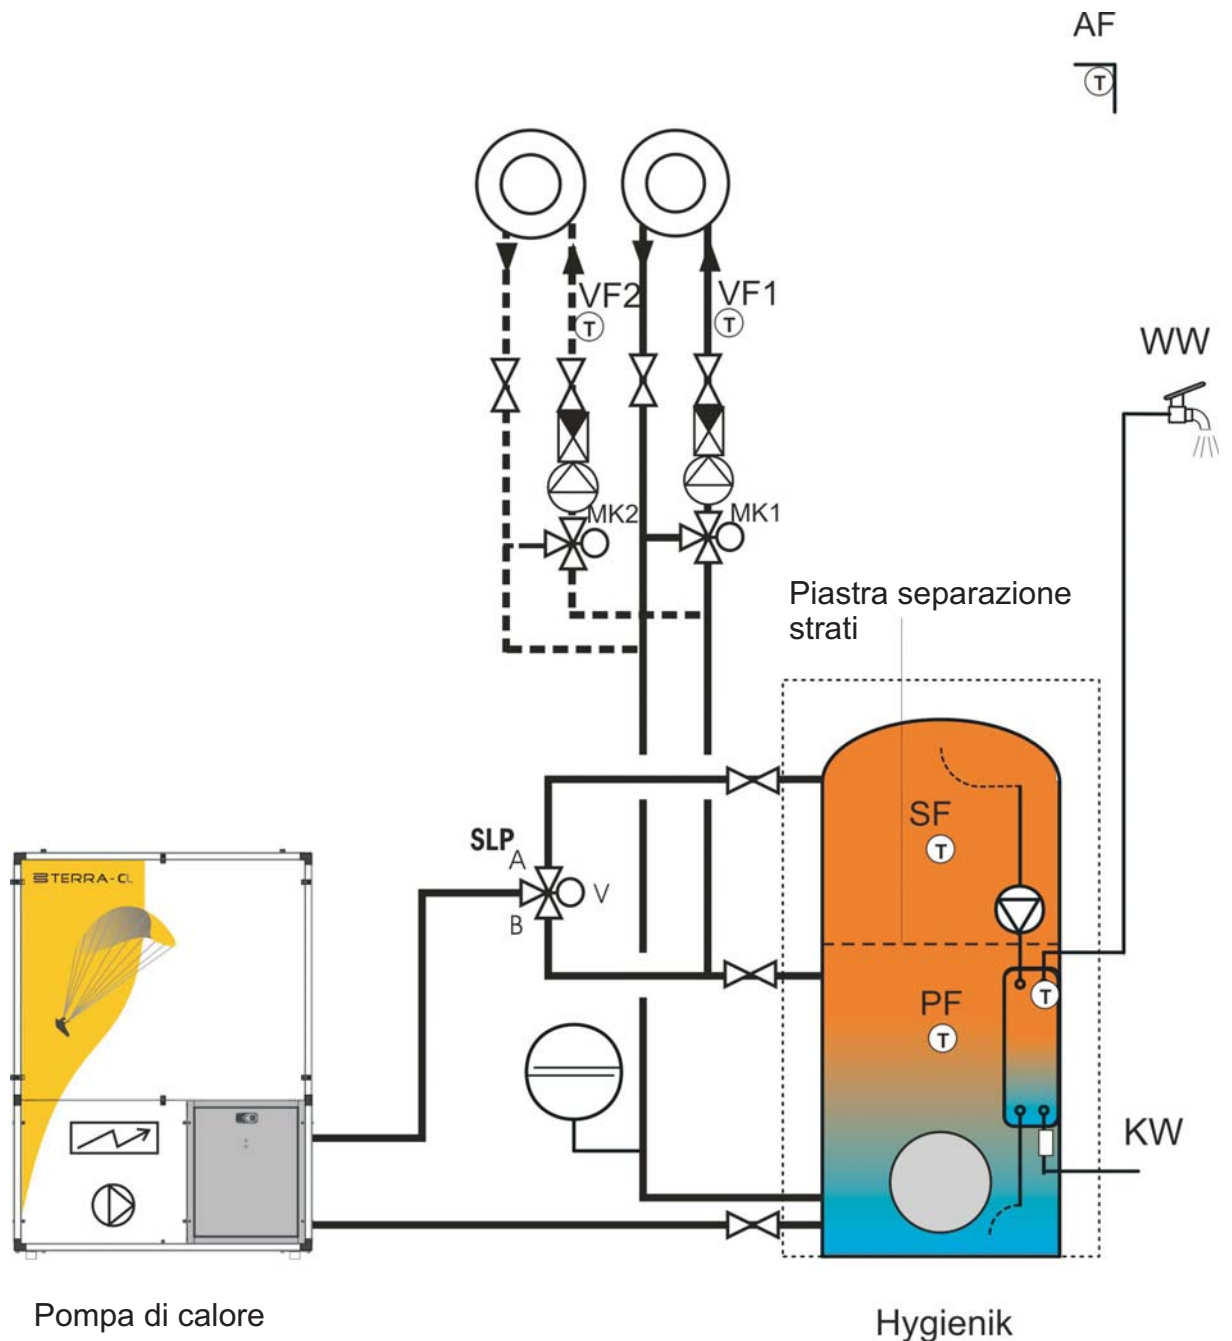 AF
T
VF2
T
VF1
T
WW
MK2
MK1
Piastra separazione
strati
SLP
A
V
B
SF
T
TERRA-CL
PF
T
T
KW
Pompa di calore
Hygienik